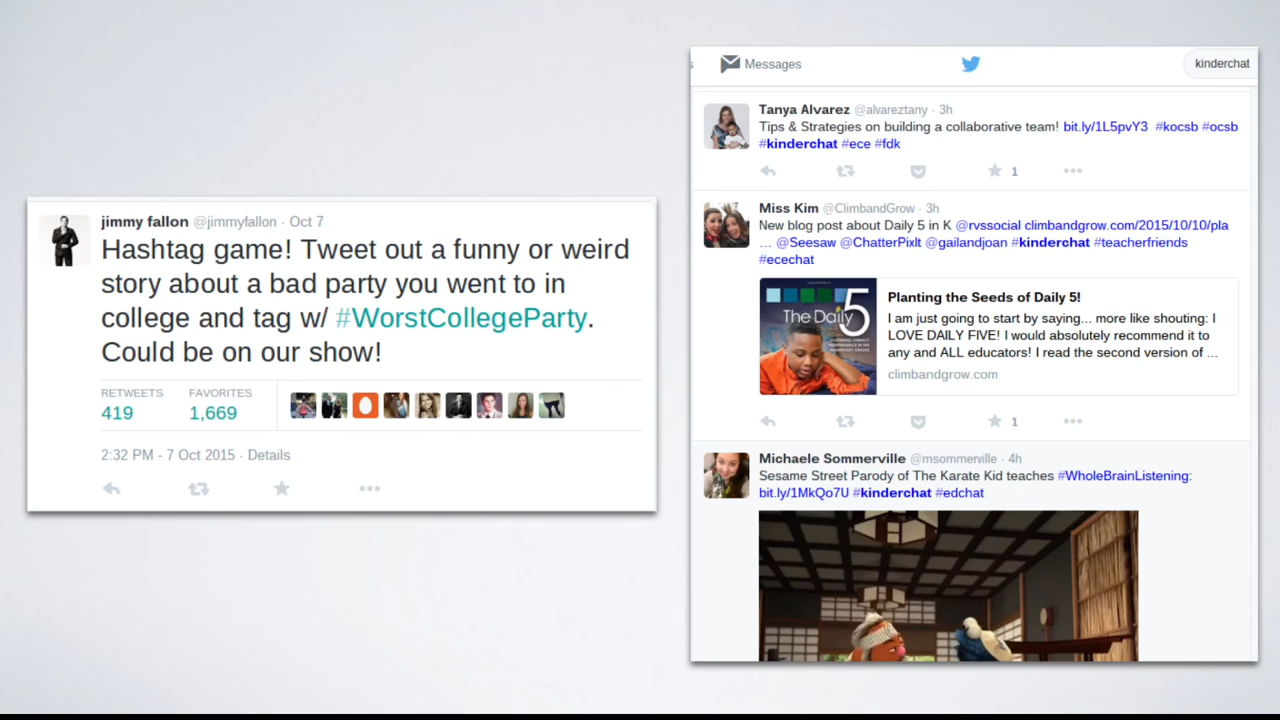 jimmy fallon @jimmyfallon · Oct 7
Hashtag game! Tweet out a funny or weird
story about a bad party you went to in
college and tag w/ #WorstCollegeParty.
Could be on our show!
RETWEETS FAVORITES
419 1,669
2:32 PM - 7 Oct 2015 · Details
Messages kinderchat
Tanya Alvarez @alvareztany · 3h
Tips & Strategies on building a collaborative team! bit.ly/1L5pvY3 #kocsb #ocsb
#kinderchat #ece #fdk
1
Miss Kim @ClimbandGrow · 3h
New blog post about Daily 5 in K @rvssocial climbandgrow.com/2015/10/10/pla
... @Seesaw @ChatterPixIt @gailandjoan #kinderchat #teacherfriends
#ecechat
The Daily 5
Planting the Seeds of Daily 5!
I am just going to start by saying... more like shouting: I
LOVE DAILY FIVE! I would absolutely recommend it to
any and ALL educators! I read the second version of ...
climbandgrow.com
1
Michaele Sommerville @msommerville · 4h
Sesame Street Parody of The Karate Kid teaches #WholeBrainListening:
bit.ly/1MkQo7U #kinderchat #edchat